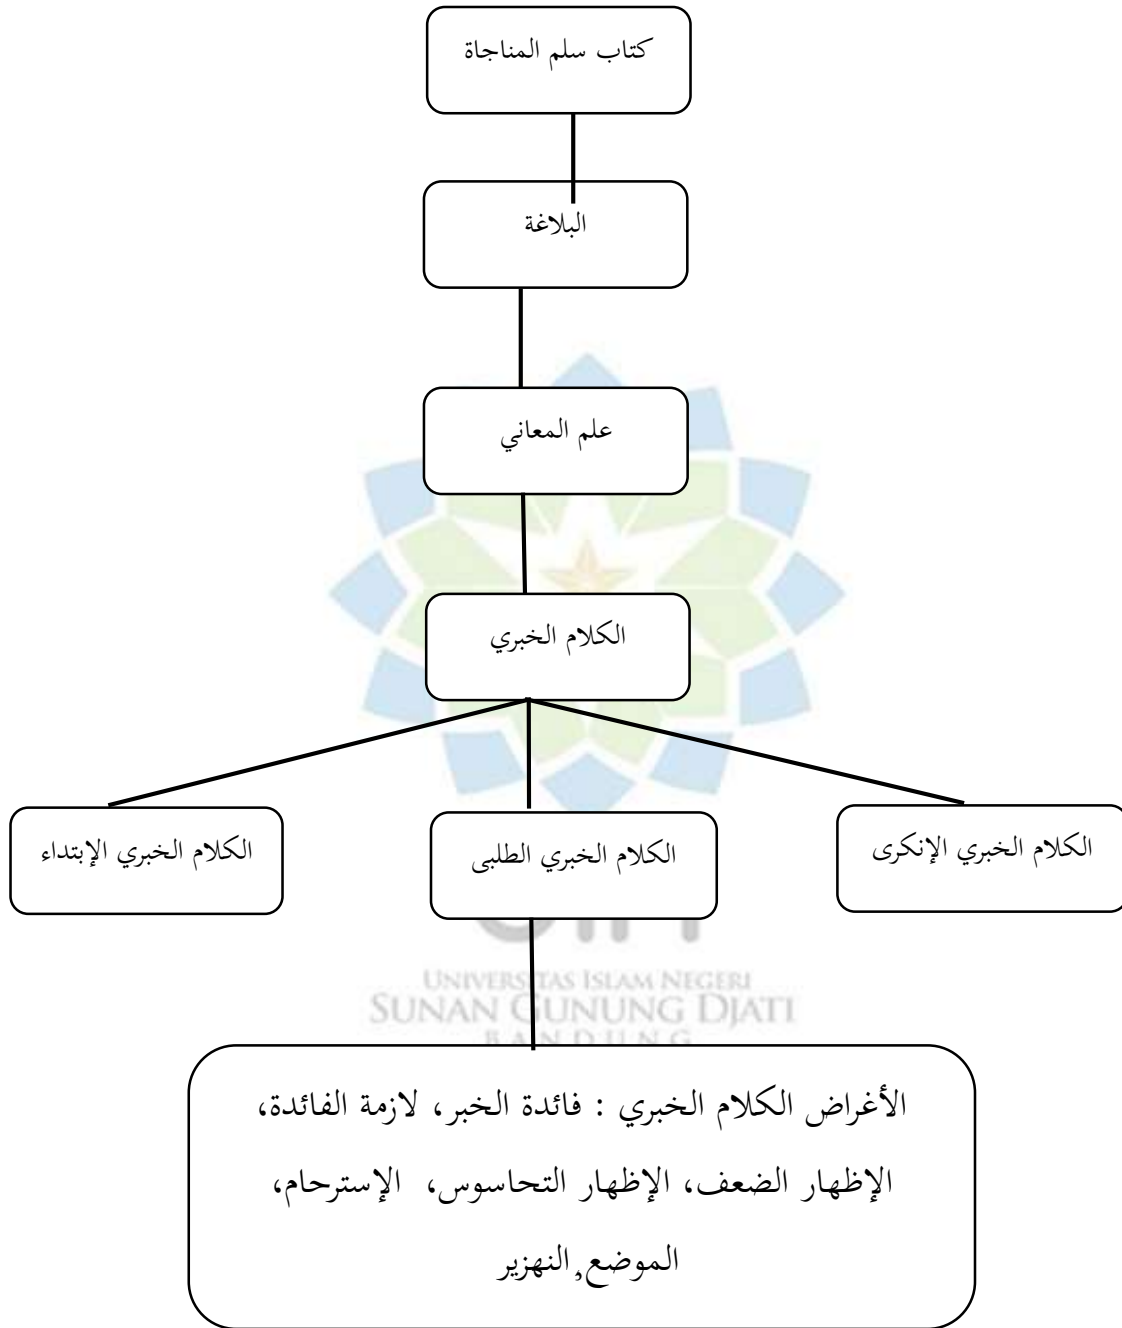 كتاب سلم المناجاة
البلاغة
علم المعاني
الكلام الخبري
الكلام الخبري الإنكرى
الكلام الخبري الطلبى
الكلام الخبري الإبتداء
UNIVERSITAS ISLAM NEGERI
SUNAN GUNUNG DJATI
BANDUNG
الأغراض الكلام الخبري : فائدة الخبر، لازمة الفائدة،
الإظهار الضعف، الإظهار التحاسوس، الإسترحام،
الموضع ¸ النهزير